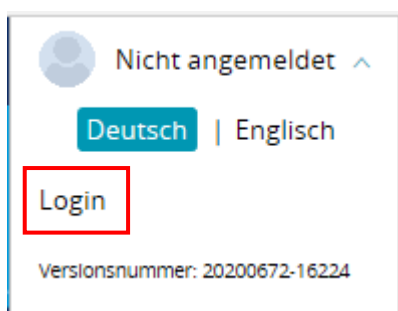 Nicht angemeldet
Deutsch | Englisch
Login
Versionsnummer: 20200672-16224